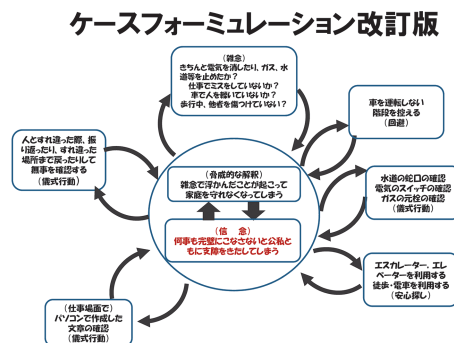 ケースフォーミュレーション改訂版
(雑念)
きちんと電気を消したり、ガス、水
道等を止めたか?
仕事でミスをしていないか?
車で人を轢いていないか?
歩行中、他者を傷つけていない?
車を運転しない
階段を控える
(回避)
人とすれ違った際、振
り返ったり、すれ違った
場所まで戻ったりして
無事を確認する
(儀式行動)
(脅威的な解釈)
雑念で浮かんだことが起こって
家庭を守れなくなってしまう
水道の蛇口の確認
電気のスイッチの確認
ガスの元栓の確認
(儀式行動)
(信 念)
何事も完璧にこなさないと公私と
もに支障をきたしてしまう
エスカレーター、エレ
ベーターを利用する
徒歩・電車を利用する
(安心探し)
(仕事場面で)
パソコンで作成した
文章の確認
(儀式行動)